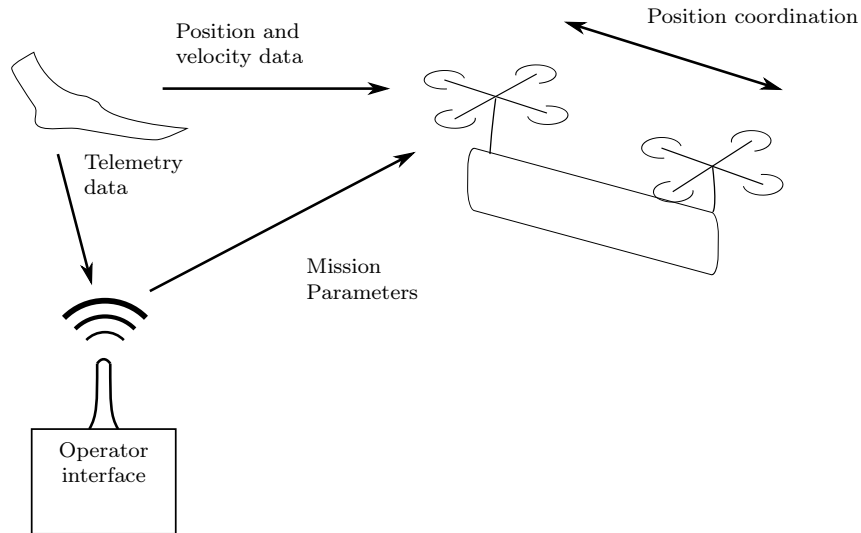 Position coordination
Position and
velocity data
Telemetry
data
Mission
Parameters
Operator
interface